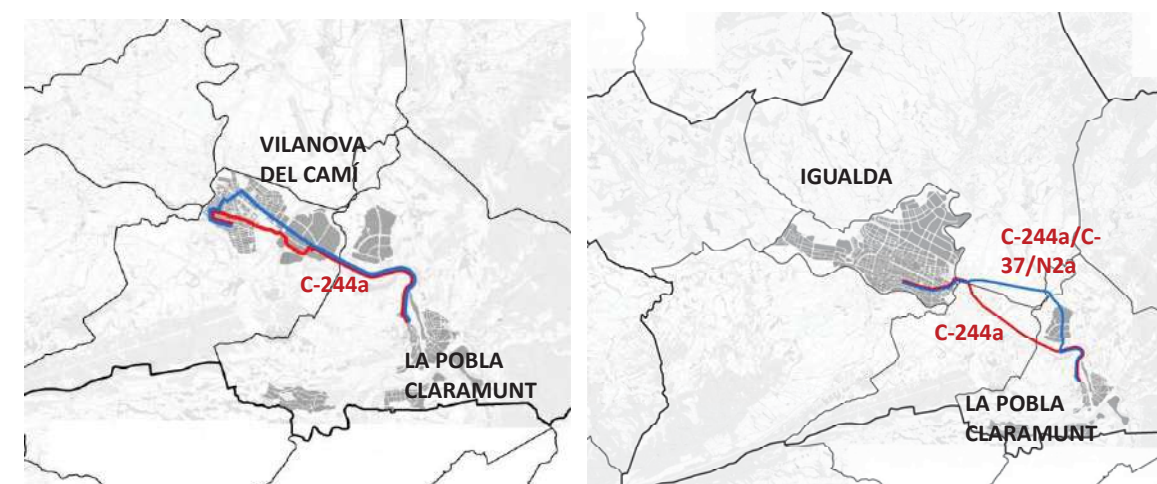 VILANOVA
DEL CAMÍ
C-244a
LA POBLA
CLARAMUNT
IGUALDA
C-244a/C-
37/N2a
C-244a
LA POBLA
CLARAMUNT